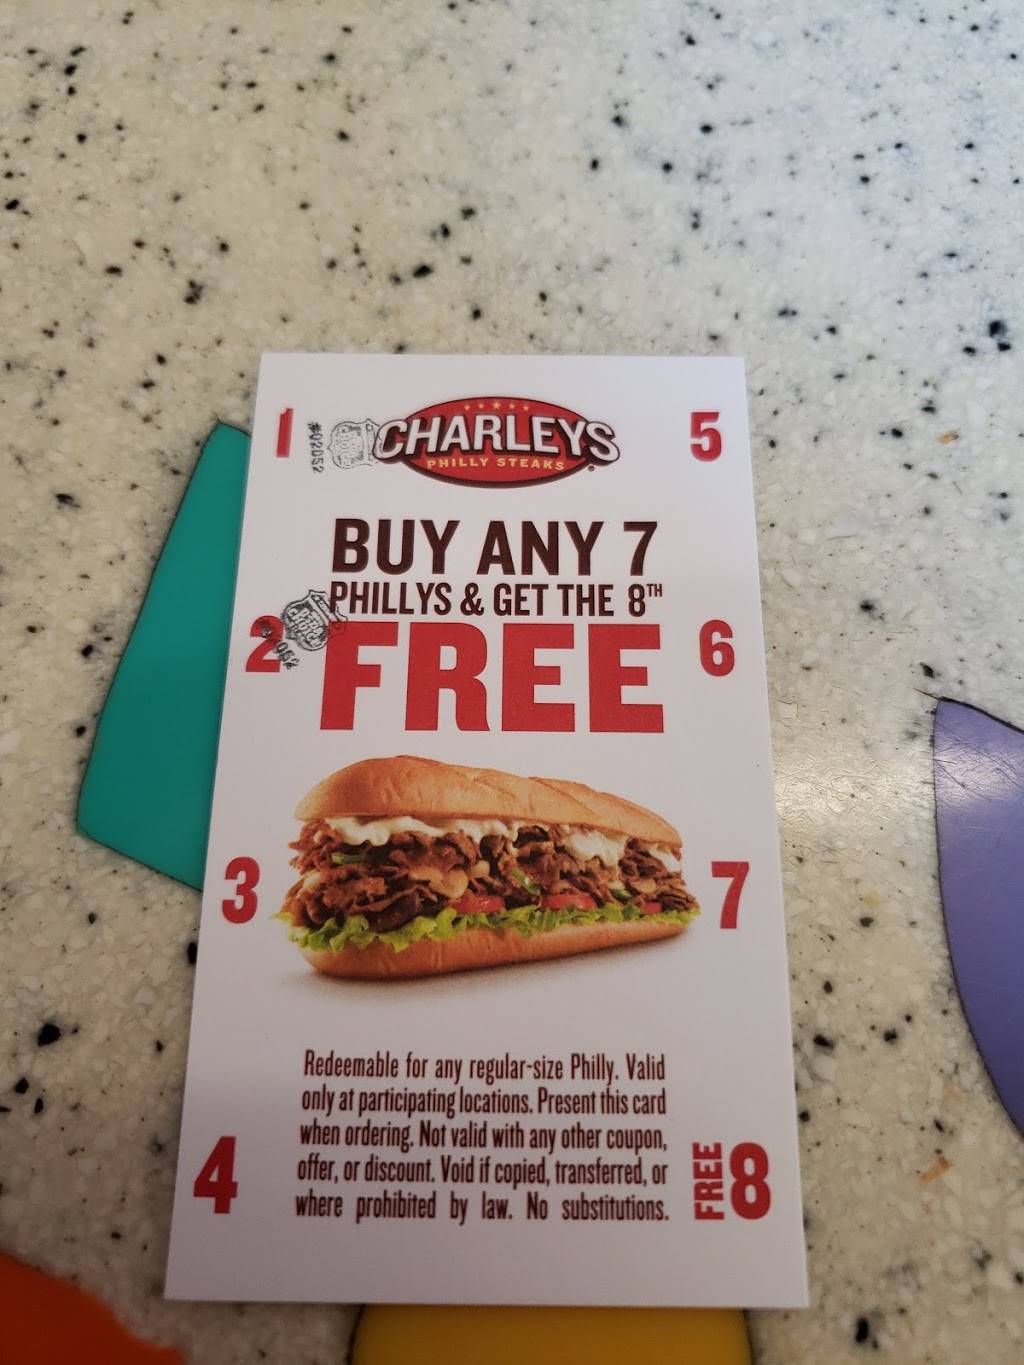 1
#02052
CHARLEYS
PHILLY STEAKS
5
BUY ANY 7
PHILLYS & GET THE 8TH
FREE
2
6
3
7
Redeemable for any regular-size Philly. Valid
only at participating locations. Present this card
when ordering. Not valid with any other coupon,
offer, or discount. Void if copied, transferred, or
where prohibited by law. No substitutions.
4
FREE 8